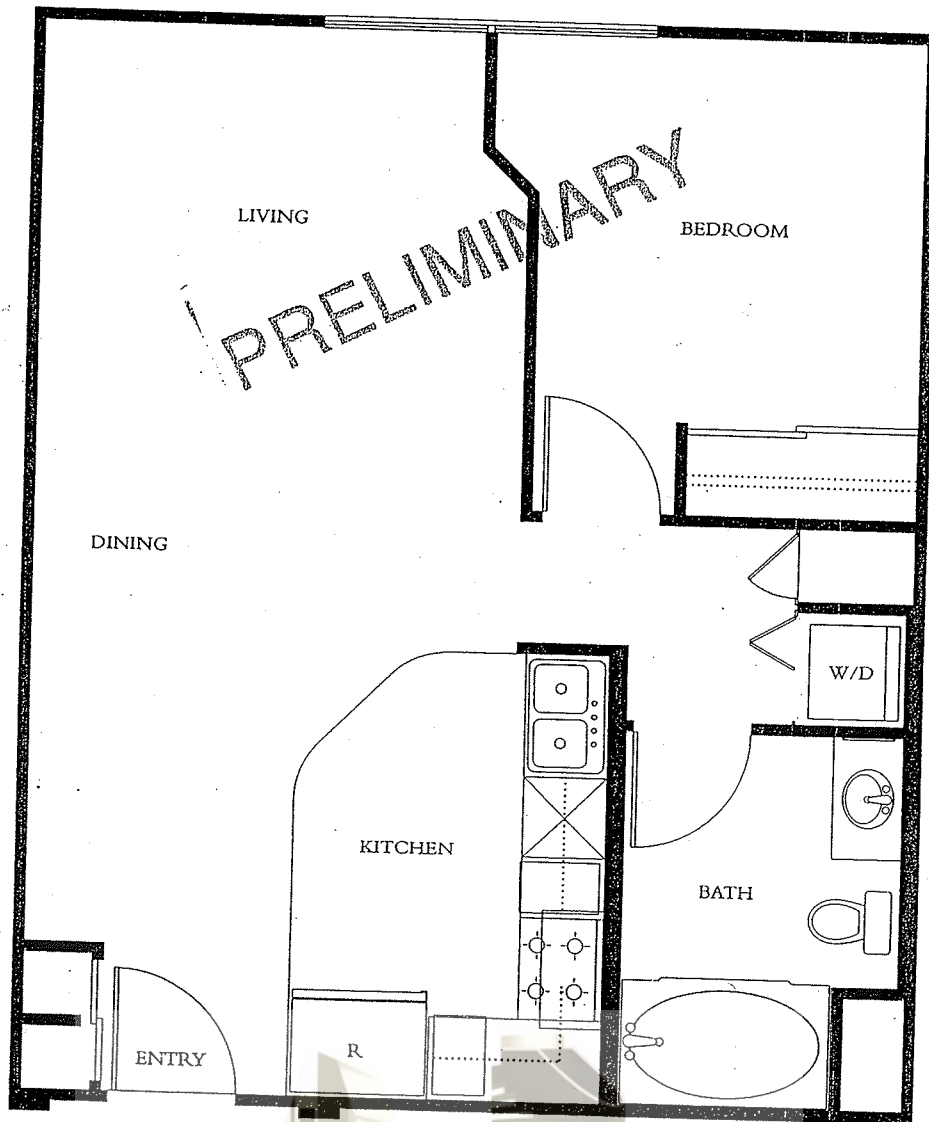 LIVING
BEDROOM
PRELIMINARY
DINING
W/D
KITCHEN
BATH
ENTRY
R